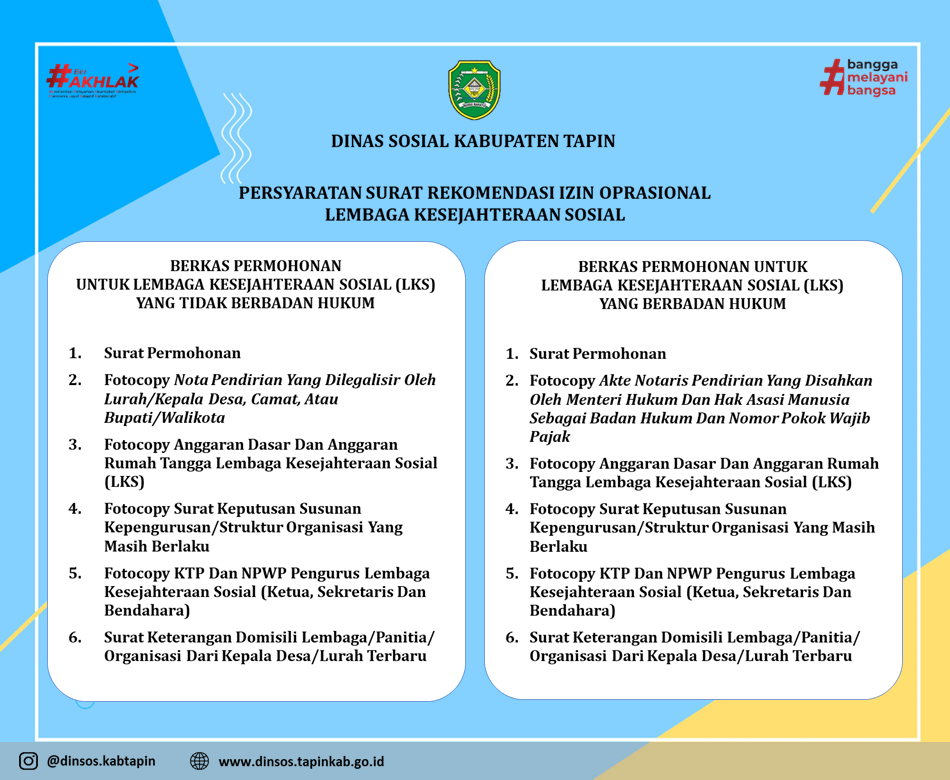 #AKHLAK
#bangga
melayani
bangsa
DINAS SOSIAL KABUPATEN TAPIN
PERSYARATAN SURAT REKOMENDASI IZIN OPRASIONAL
LEMBAGA KESEJAHTERAAN SOSIAL
BERKAS PERMOHONAN
UNTUK LEMBAGA KESEJAHTERAAN SOSIAL (LKS)
YANG TIDAK BERBADAN HUKUM
1. Surat Permohonan
2. Fotocopy Nota Pendirian Yang Dilegalisir Oleh
Lurah/Kepala Desa, Camat, Atau
Bupati/Walikota
3. Fotocopy Anggaran Dasar Dan Anggaran
Rumah Tangga Lembaga Kesejahteraan Sosial
(LKS)
4. Fotocopy Surat Keputusan Susunan
Kepengurusan/Struktur Organisasi Yang
Masih Berlaku
5. Fotocopy KTP Dan NPWP Pengurus Lembaga
Kesejahteraan Sosial (Ketua, Sekretaris Dan
Bendahara)
6. Surat Keterangan Domisili Lembaga/Panitia/
Organisasi Dari Kepala Desa/Lurah Terbaru
BERKAS PERMOHONAN UNTUK
LEMBAGA KESEJAHTERAAN SOSIAL (LKS)
YANG BERBADAN HUKUM
1. Surat Permohonan
2. Fotocopy Akte Notaris Pendirian Yang Disahkan
Oleh Menteri Hukum Dan Hak Asasi Manusia
Sebagai Badan Hukum Dan Nomor Pokok Wajib
Pajak
3. Fotocopy Anggaran Dasar Dan Anggaran Rumah
Tangga Lembaga Kesejahteraan Sosial (LKS)
4. Fotocopy Surat Keputusan Susunan
Kepengurusan/Struktur Organisasi Yang Masih
Berlaku
5. Fotocopy KTP Dan NPWP Pengurus Lembaga
Kesejahteraan Sosial (Ketua, Sekretaris Dan
Bendahara)
6. Surat Keterangan Domisili Lembaga/Panitia/
Organisasi Dari Kepala Desa/Lurah Terbaru
@dinsos.kabtapin
www.dinsos.tapinkab.go.id